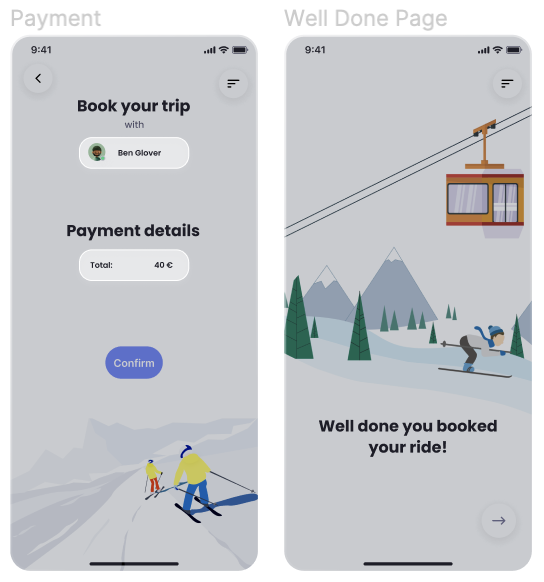 Payment
9:41
Book your trip
with
Ben Glover
Payment details
Total: 40 €
Confirm
Well Done Page
9:41
Well done you booked
your ride!